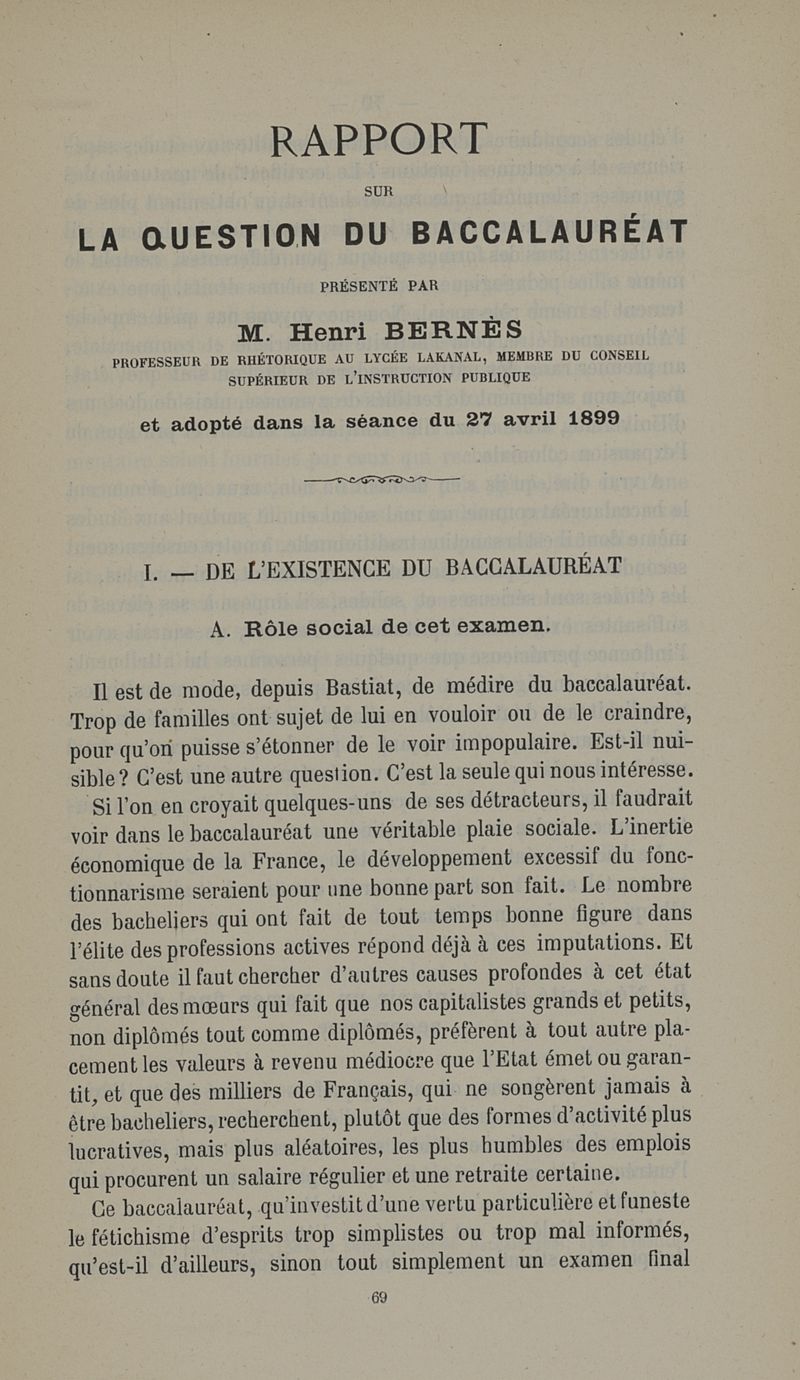 RAPPORT
SUR
LA QUESTION DU BACCALAURÉAT
PRÉSENTÉ PAR
M. Henri BERNÈS
PROFESSEUR DE RHÉTORIQUE AU LYCÉE LAKANAL, MEMBRE DU CONSEIL
SUPÉRIEUR DE L'INSTRUCTION PUBLIQUE
et adopté dans la séance du 27 avril 1899
I. — DE L'EXISTENCE DU BACCALAURÉAT
A. Rôle social de cet examen.
Il est de mode, depuis Bastiat, de médire du baccalauréat.
Trop de familles ont sujet de lui en vouloir ou de le craindre,
pour qu'on puisse s'étonner de le voir impopulaire. Est-il nui-
sible? C'est une autre question. C'est la seule qui nous intéresse.
Si l'on en croyait quelques-uns de ses détracteurs, il faudrait
voir dans le baccalauréat une véritable plaie sociale. L'inertie
économique de la France, le développement excessif du fonc-
tionnarisme seraient pour une bonne part son fait. Le nombre
des bacheliers qui ont fait de tout temps bonne figure dans
l'élite des professions actives répond déjà à ces imputations. Et
sans doute il faut chercher d'autres causes profondes à cet état
général des mœurs qui fait que nos capitalistes grands et petits,
non diplômés tout comme diplômés, préfèrent à tout autre pla-
cement les valeurs à revenu médiocre que l'Etat émet ou garan-
tit, et que des milliers de Français, qui ne songèrent jamais à
être bacheliers, recherchent, plutôt que des formes d'activité plus
lucratives, mais plus aléatoires, les plus humbles des emplois
qui procurent un salaire régulier et une retraite certaine.
Ce baccalauréat, qu'investit d'une vertu particulière et funeste
le fétichisme d'esprits trop simplistes ou trop mal informés,
qu'est-il d'ailleurs, sinon tout simplement un examen final
69